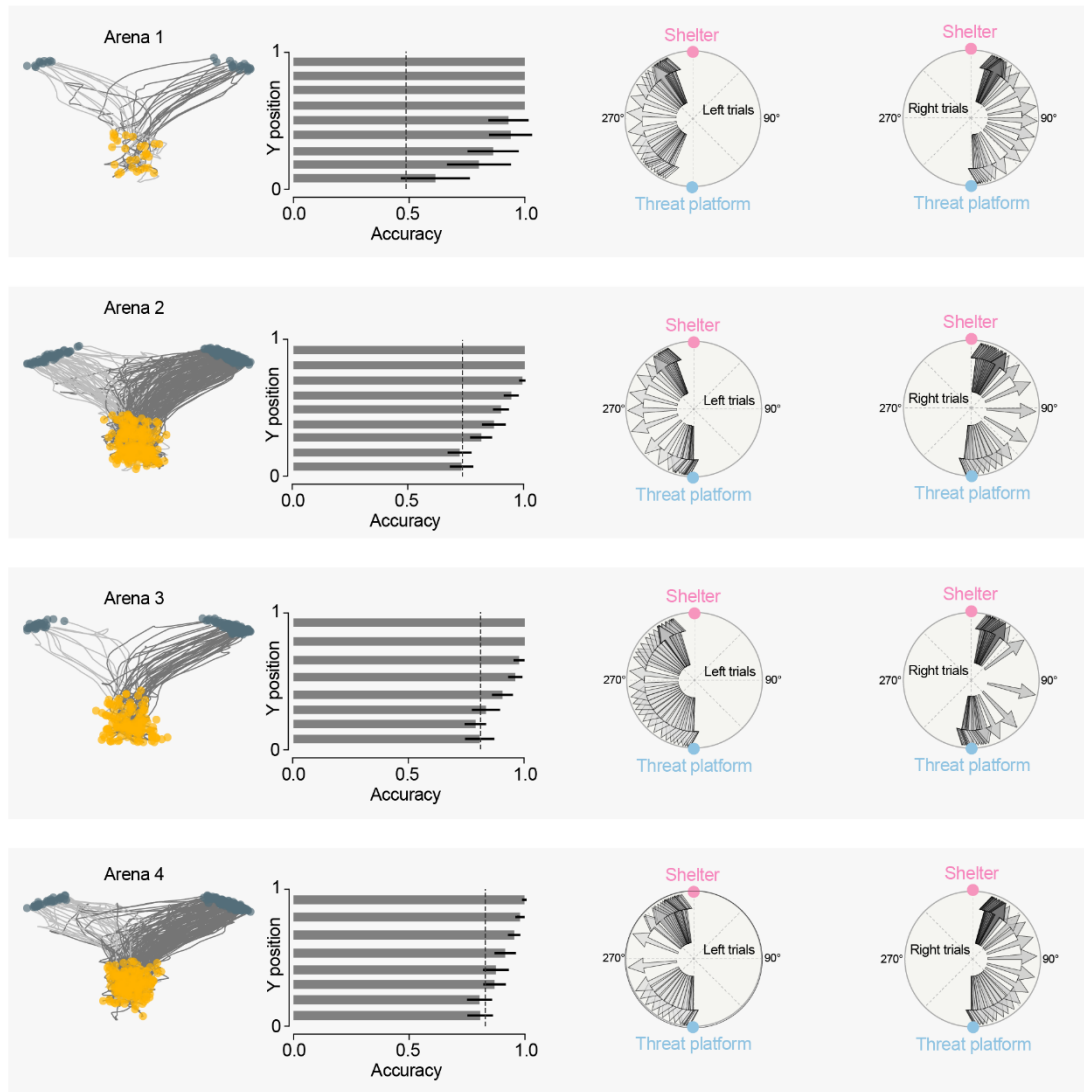 Arena 1
1
Y position
0
0.0 0.5 1.0
Accuracy
Shelter
270° Left trials 90°
Threat platform
Shelter
270° Right trials 90°
Threat platform
Arena 2
1
Y position
0
0.0 0.5 1.0
Accuracy
Shelter
270° Left trials 90°
Threat platform
Shelter
270° Right trials 90°
Threat platform
Arena 3
1
Y position
0
0.0 0.5 1.0
Accuracy
Shelter
270° Left trials 90°
Threat platform
Shelter
270° Right trials 90°
Threat platform
Arena 4
1
Y position
0
0.0 0.5 1.0
Accuracy
Shelter
270° Left trials 90°
Threat platform
Shelter
270° Right trials 90°
Threat platform